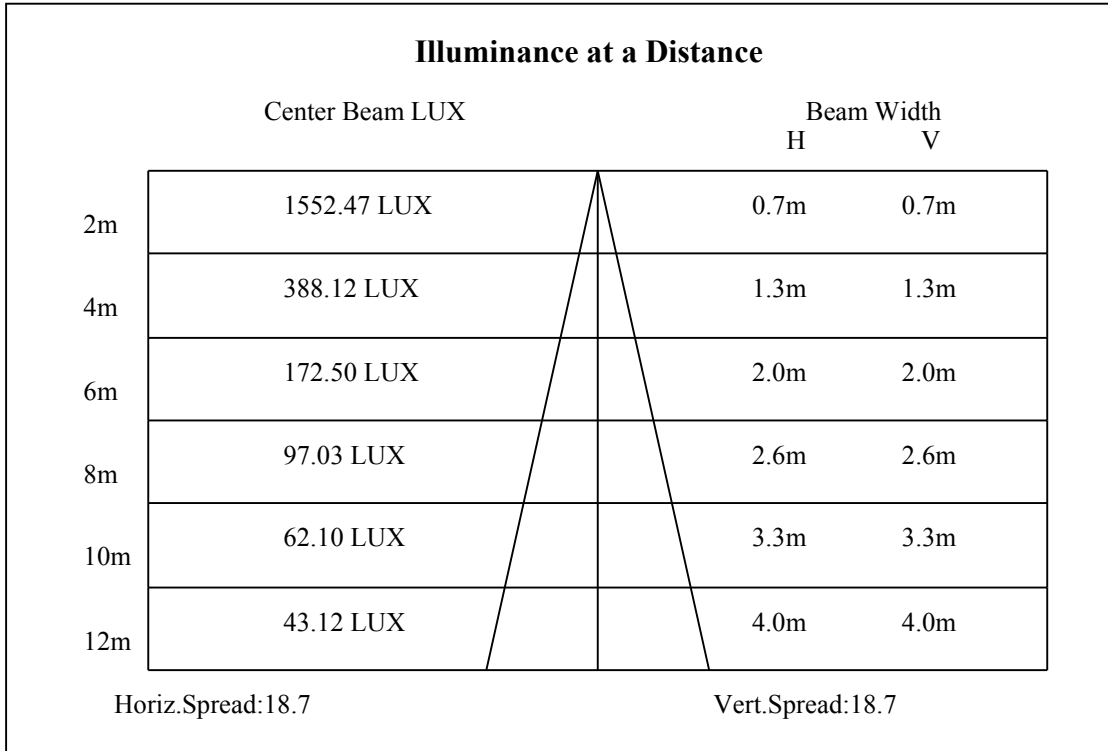 Illuminance at a Distance
Center Beam LUX Beam Width
H V
2m 1552.47 LUX 0.7m 0.7m
4m 388.12 LUX 1.3m 1.3m
6m 172.50 LUX 2.0m 2.0m
8m 97.03 LUX 2.6m 2.6m
10m 62.10 LUX 3.3m 3.3m
12m 43.12 LUX 4.0m 4.0m
Horiz.Spread:18.7 Vert.Spread:18.7